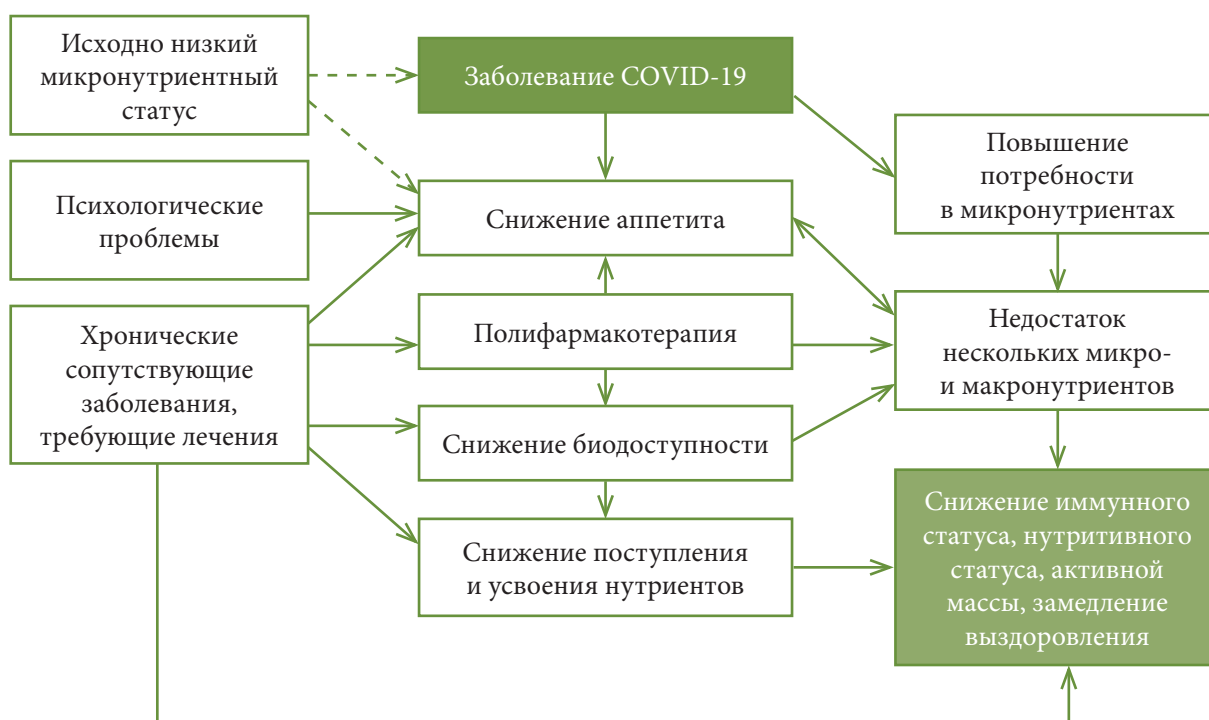 Исходно низкий
микронутриентный
статус
Психологические
проблемы
Хронические
сопутствующие
заболевания,
требующие лечения
Заболевание COVID-19
Снижение аппетита
Полифармакотерапия
Снижение биодоступности
Снижение поступления
и усвоения нутриентов
Повышение
потребности
в микронутриентах
Недостаток
нескольких микро-
и макронутриентов
Снижение иммунного
статуса, нутритивного
статуса, активной
массы, замедление
выздоровления